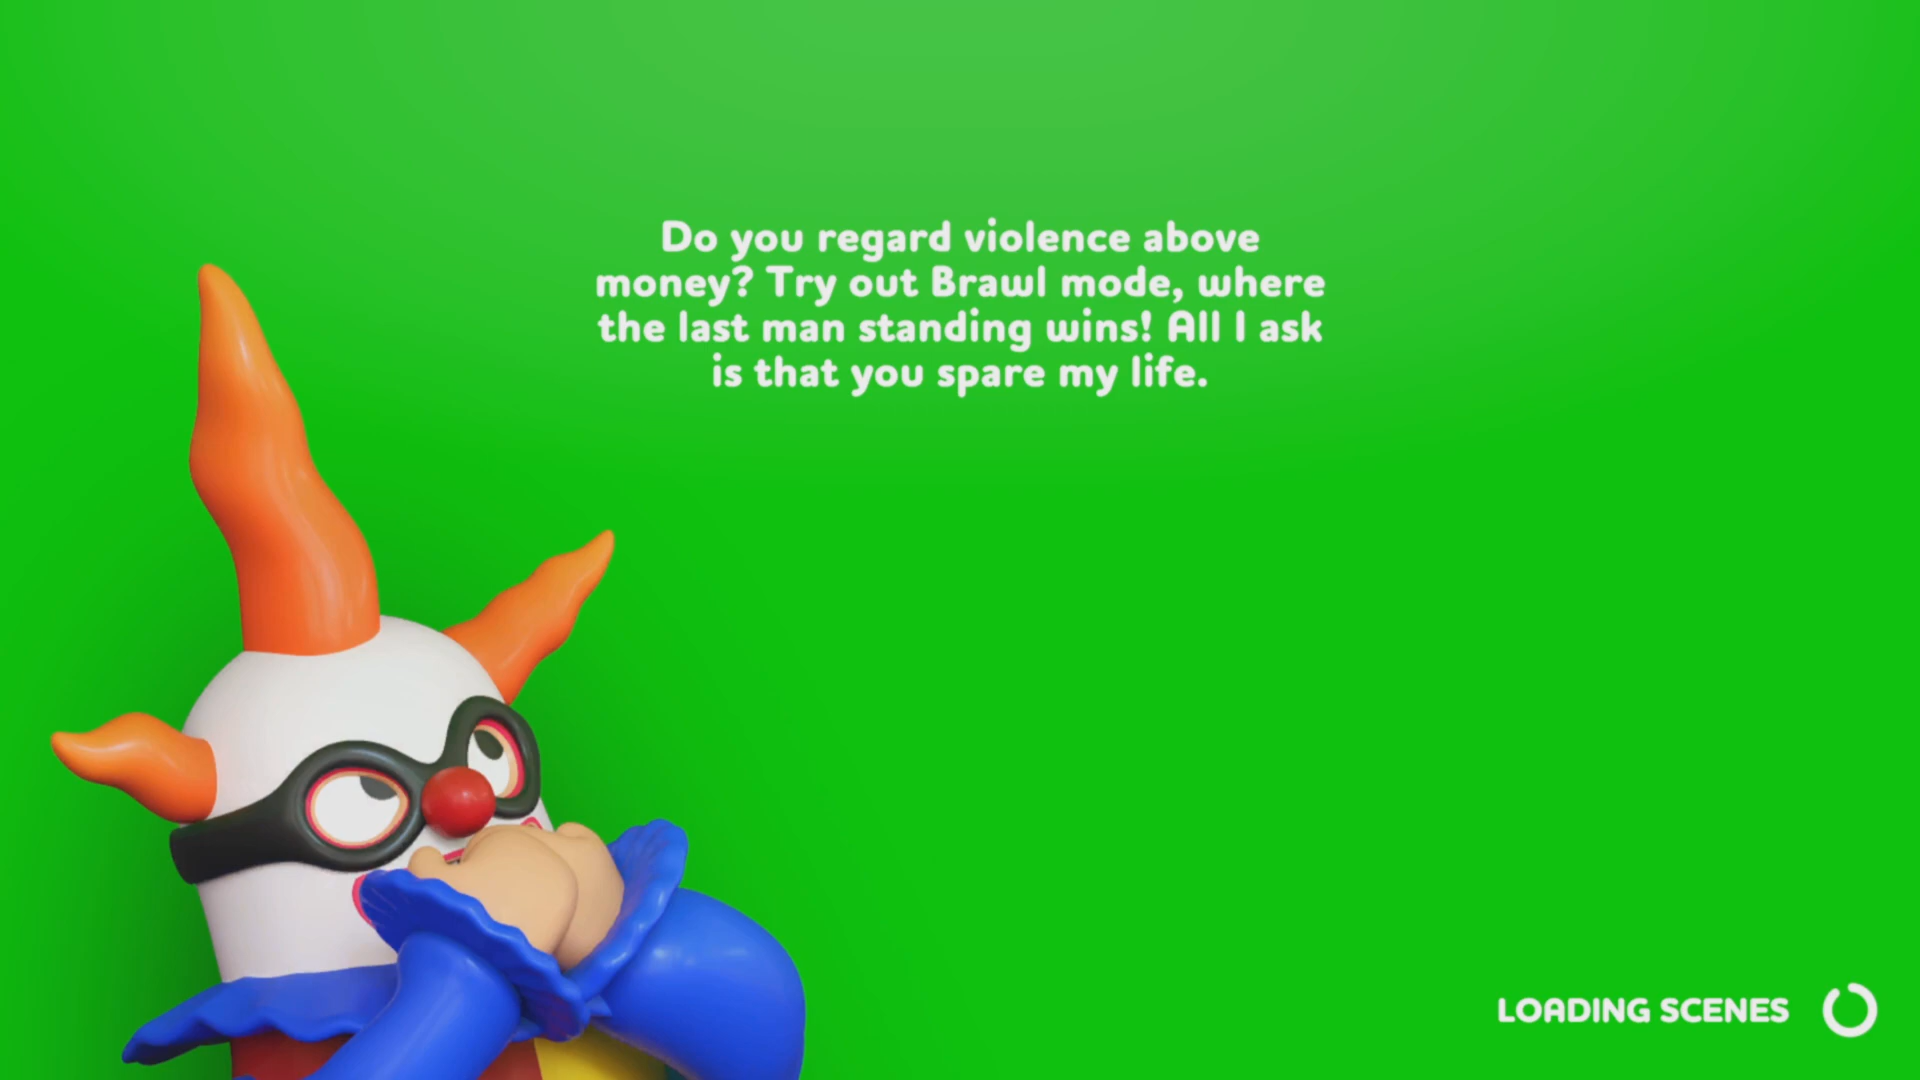 Do you regard violence above
money? Try out Brawl mode, where
the last man standing wins! All I ask
is that you spare my life.
LOADING SCENES